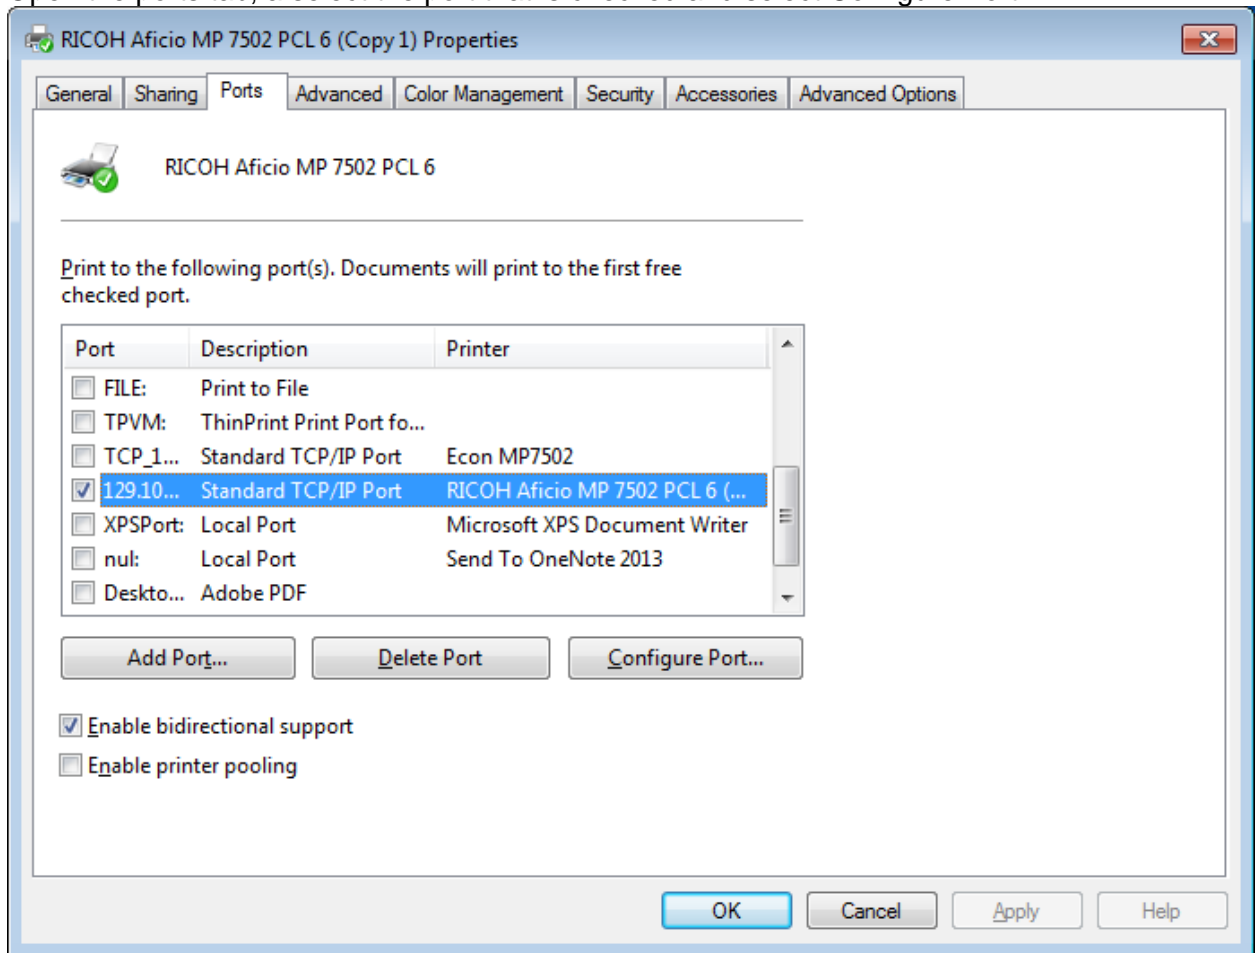 RICOH Aficio MP 7502 PCL 6 (Copy 1) Properties
General Sharing Ports Advanced Color Management Security Accessories Advanced Options
RICOH Aficio MP 7502 PCL 6
Print to the following port(s). Documents will print to the first free
checked port.
Port Description Printer
FILE: Print to File
TPVM: ThinPrint Print Port fo...
TCP_1... Standard TCP/IP Port Econ MP7502
129.10... Standard TCP/IP Port RICOH Aficio MP 7502 PCL 6 (...
XPSPort: Local Port Microsoft XPS Document Writer
nul: Local Port Send To OneNote 2013
Deskto... Adobe PDF
Add Port... Delete Port Configure Port...
Enable bidirectional support
Enable printer pooling
OK Cancel Apply Help